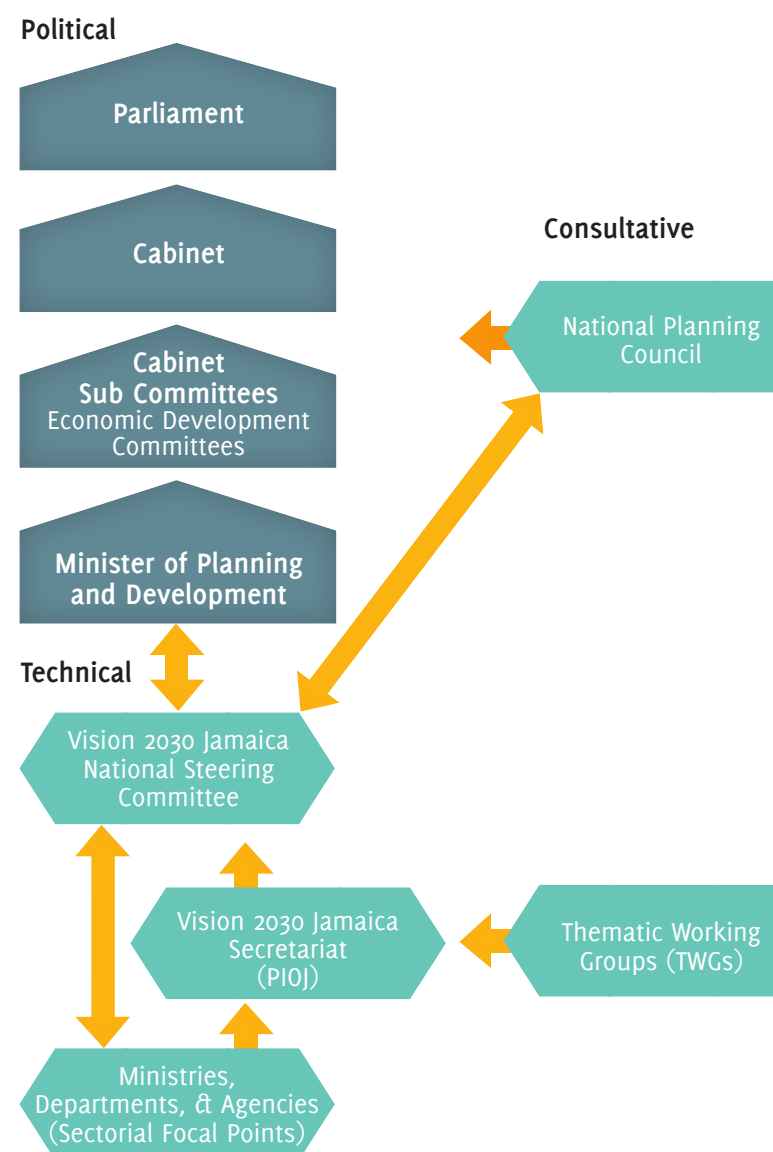 Political
Parliament
Cabinet
Consultative
National Planning
Council
Cabinet
Sub Committees
Economic Development
Committees
Minister of Planning
and Development
Technical
Vision 2030 Jamaica
National Steering
Committee
Vision 2030 Jamaica
Secretariat
(PIOJ)
Thematic Working
Groups (TWGs)
Ministries,
Departments, & Agencies
(Sectorial Focal Points)